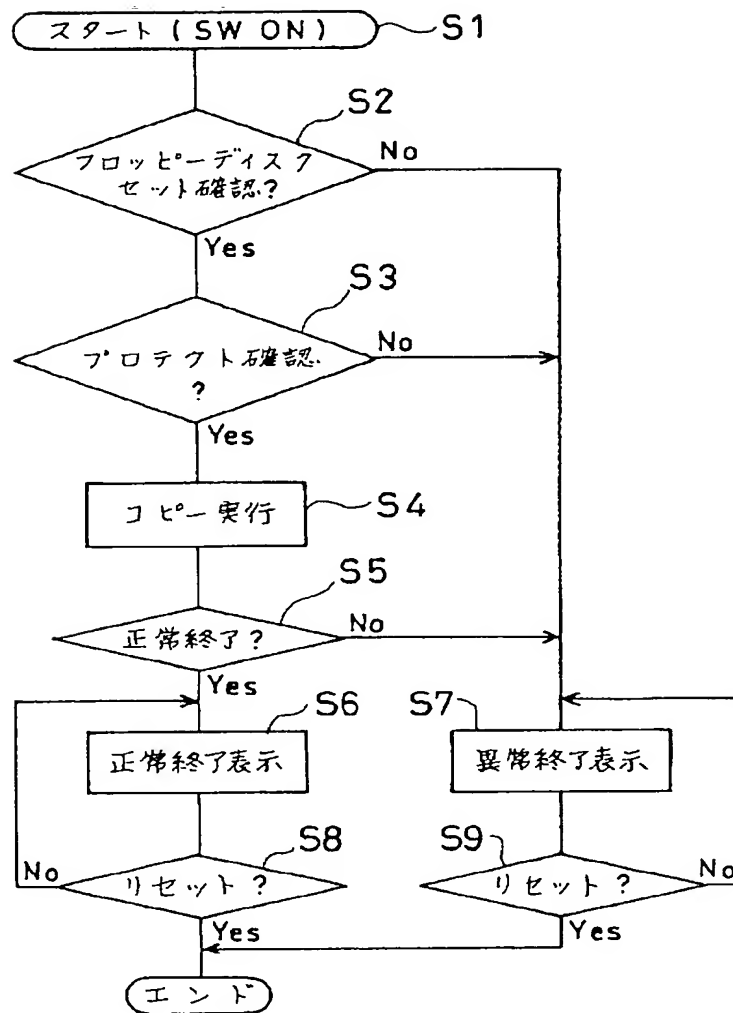 スタート(SW ON)
S1
S2
フロッピーディスク
セット確認?
No
Yes
S3
プロテクト確認
?
No
Yes
コピー実行
S4
S5
正常終了?
No
Yes
S6
S7
正常終了表示
異常終了表示
S8
S9
リセット?
No
リセット?
No
Yes
Yes
エンド